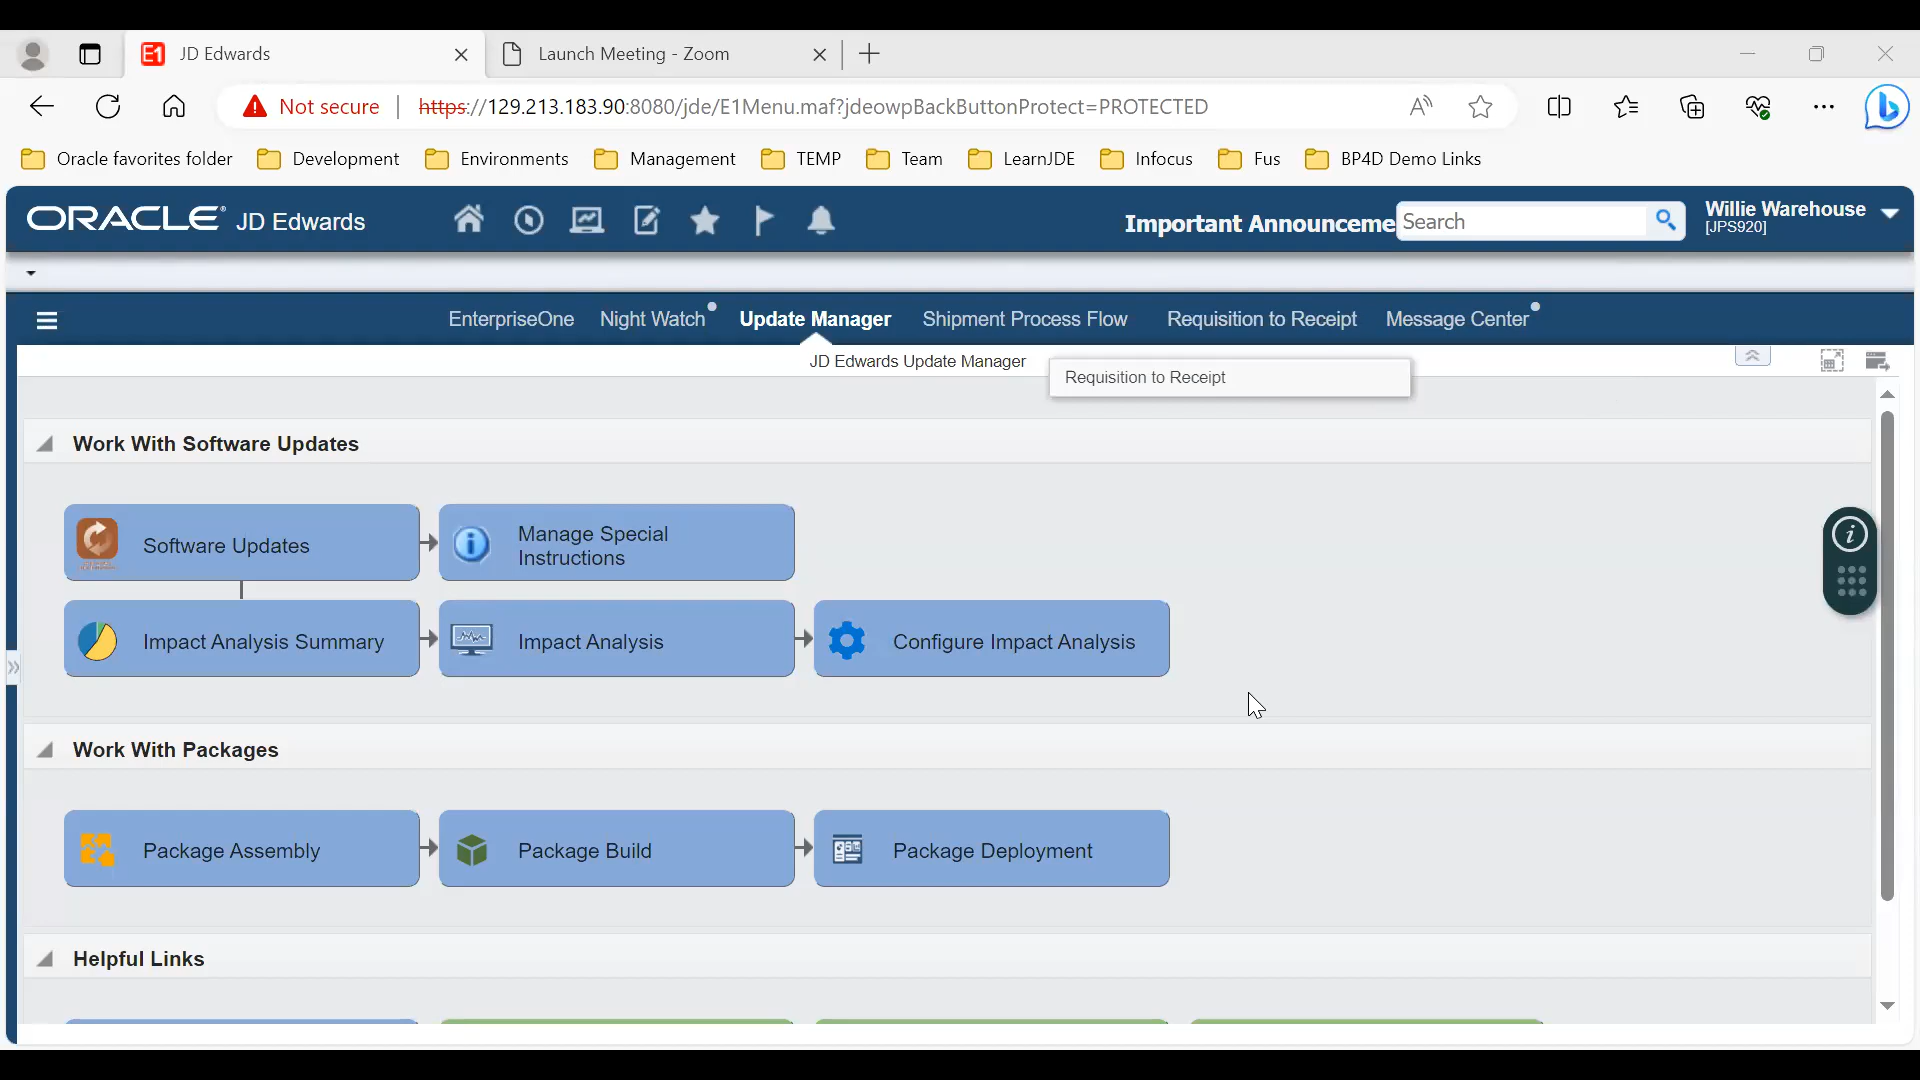 JD Edwards
Launch Meeting - Zoom
Not secure
https://129.213.183.90:8080/jde/E1Menu.maf?jdeowpBackButtonProtect=PROTECTED
Oracle favorites folder
Development
Environments
Management
TEMP
Team
LearnJDE
Infocus
Fus
BP4D Demo Links
ORACLE JD Edwards
Important Announceme
Search
Willie Warehouse
[JPS920]
EnterpriseOne
Night Watch
Update Manager
Shipment Process Flow
Requisition to Receipt
Message Center
JD Edwards Update Manager
Requisition to Receipt
Work With Software Updates
Software Updates
Manage Special
Instructions
Impact Analysis Summary
Impact Analysis
Configure Impact Analysis
Work With Packages
Package Assembly
Package Build
Package Deployment
Helpful Links